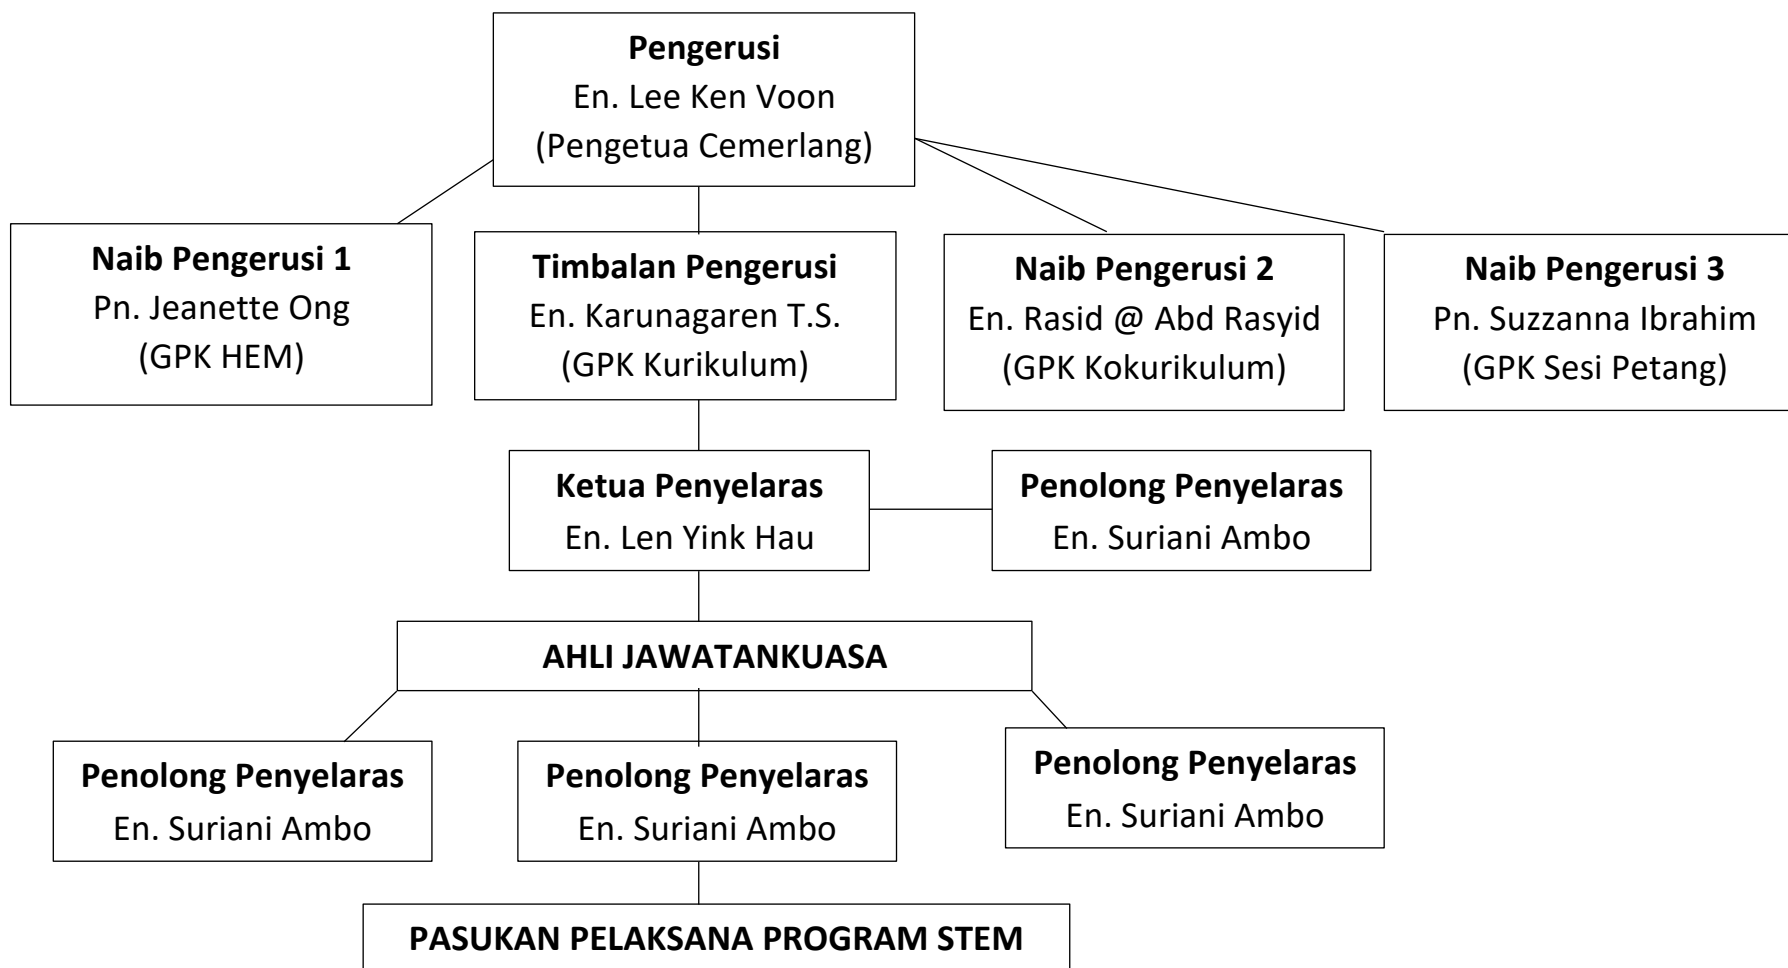 Pengerusi
En. Lee Ken Voon
(Pengetua Cemerlang)
Naib Pengerusi 1
Pn. Jeanette Ong
(GPK HEM)
Timbalan Pengerusi
En. Karunagaren T.S.
(GPK Kurikulum)
Naib Pengerusi 2
En. Rasid @ Abd Rasyid
(GPK Kokurikulum)
Naib Pengerusi 3
Pn. Suzzanna Ibrahim
(GPK Sesi Petang)
Ketua Penyelaras
En. Len Yink Hau
Penolong Penyelaras
En. Suriani Ambo
AHLI JAWATANKUASA
Penolong Penyelaras
En. Suriani Ambo
Penolong Penyelaras
En. Suriani Ambo
Penolong Penyelaras
En. Suriani Ambo
PASUKAN PELAKSANA PROGRAM STEM